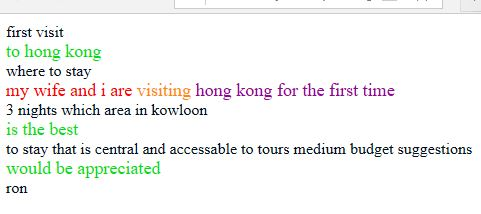 first visit
to hong kong
where to stay
my wife and i are visiting hong kong for the first time
3 nights which area in kowloon
is the best
to stay that is central and accessable to tours medium budget suggestions
would be appreciated
ron